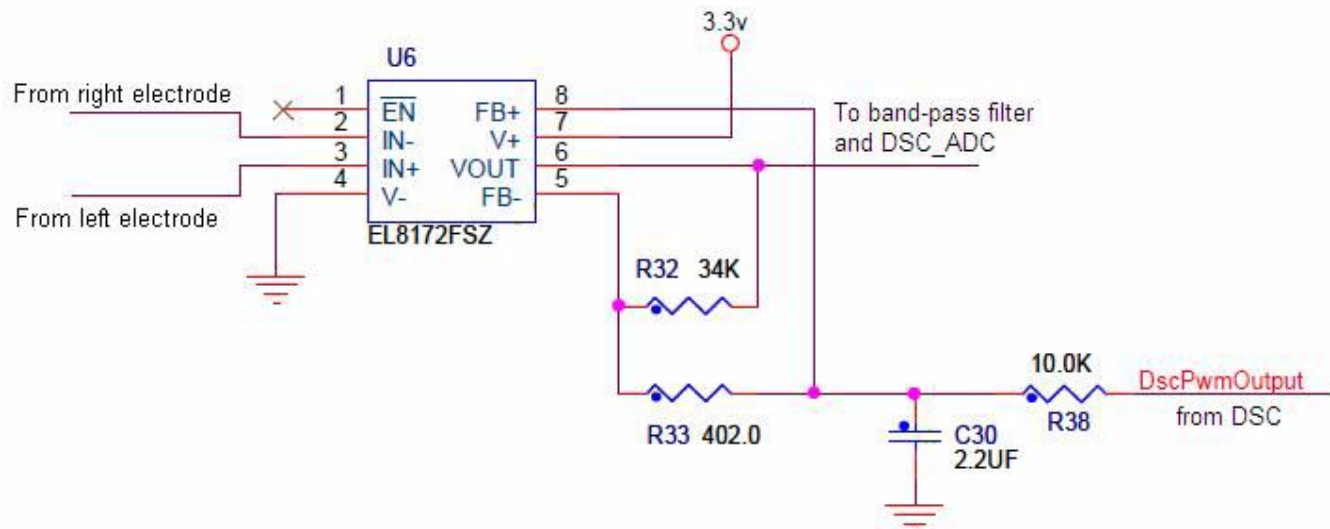 3.3v
U6
From right electrode
1 EN FB+ 8
2 IN- V+ 7
3 IN+ VOUT 6
4 V- FB- 5
To band-pass filter
and DSC_ADC
From left electrode
EL8172FSZ
R32 34K
10.0K
DscPwmOutput
from DSC
R33 402.0
C30
2.2UF
R38